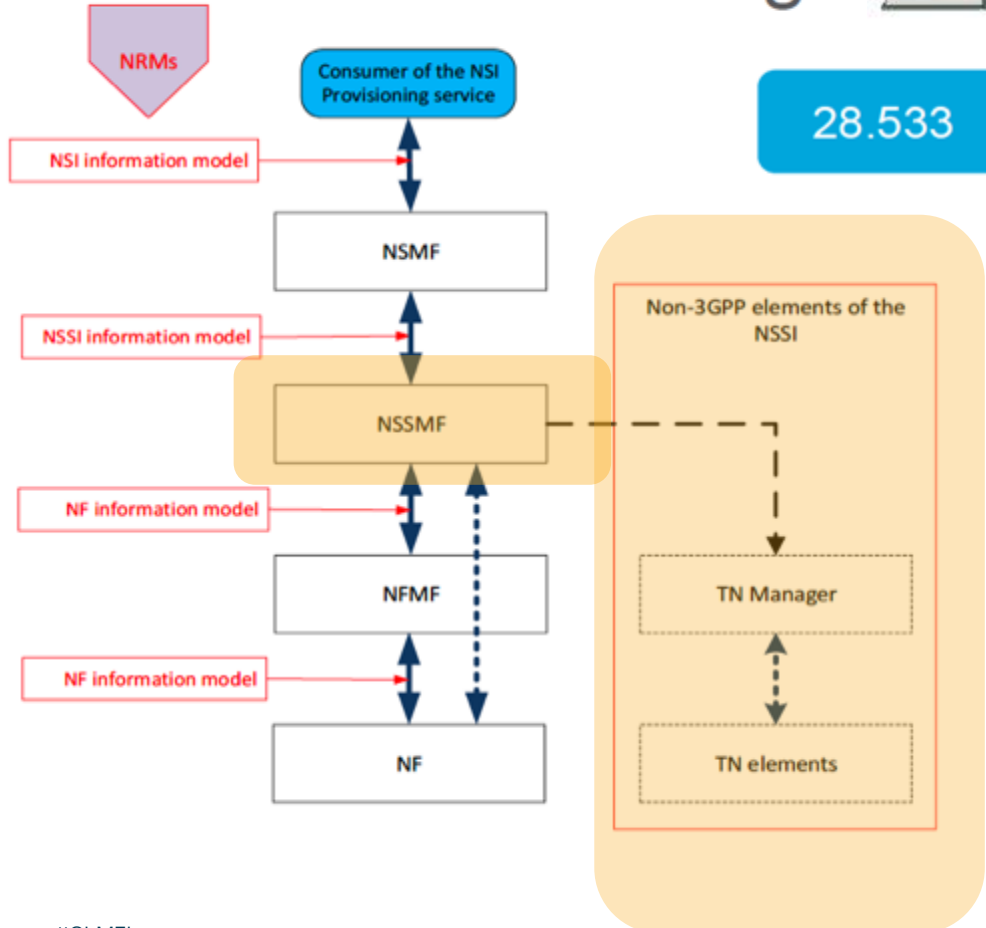 NRMs
Consumer of the NSI
Provisioning service
28.533
NSI information model
NSMF
Non-3GPP elements of the
NSSI
NSSI information model
NSSMF
NF information model
NFMF
TN Manager
NF information model
NF
TN elements